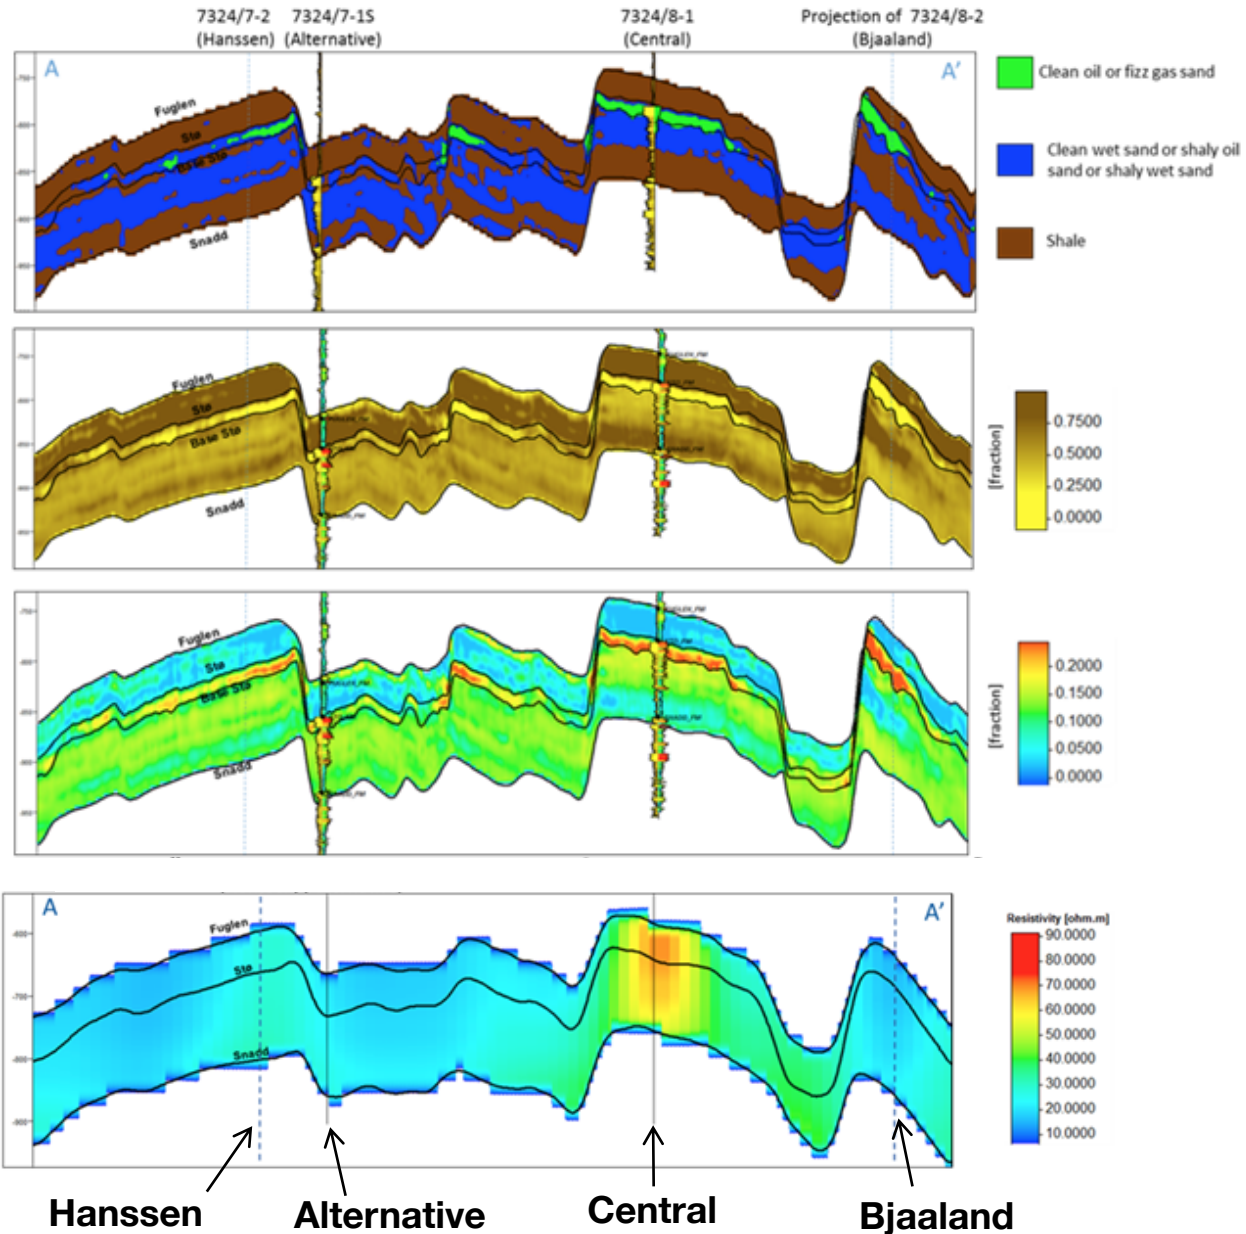 7324/7-2 7324/7-1S 7324/8-1 Projection of 7324/8-2
(Hanssen) (Alternative) (Central) (Bjaaland)
A A'
Fuglen
Stø
Base Stø
Snadd
Clean oil or fizz gas sand
Clean wet sand or shaly oil
sand or shaly wet sand
Shale
Fuglen
Stø
Base Stø
Snadd
[fraction]
0.7500
0.5000
0.2500
0.0000
Fuglen
Stø
Base Stø
Snadd
[fraction]
0.2000
0.1500
0.1000
0.0500
0.0000
A A'
Fuglen
Stø
Snadd
-600
-700
-800
-900
Resistivity [ohm.m]
90.0000
80.0000
70.0000
60.0000
50.0000
40.0000
30.0000
20.0000
10.0000
Hanssen Alternative Central Bjaaland